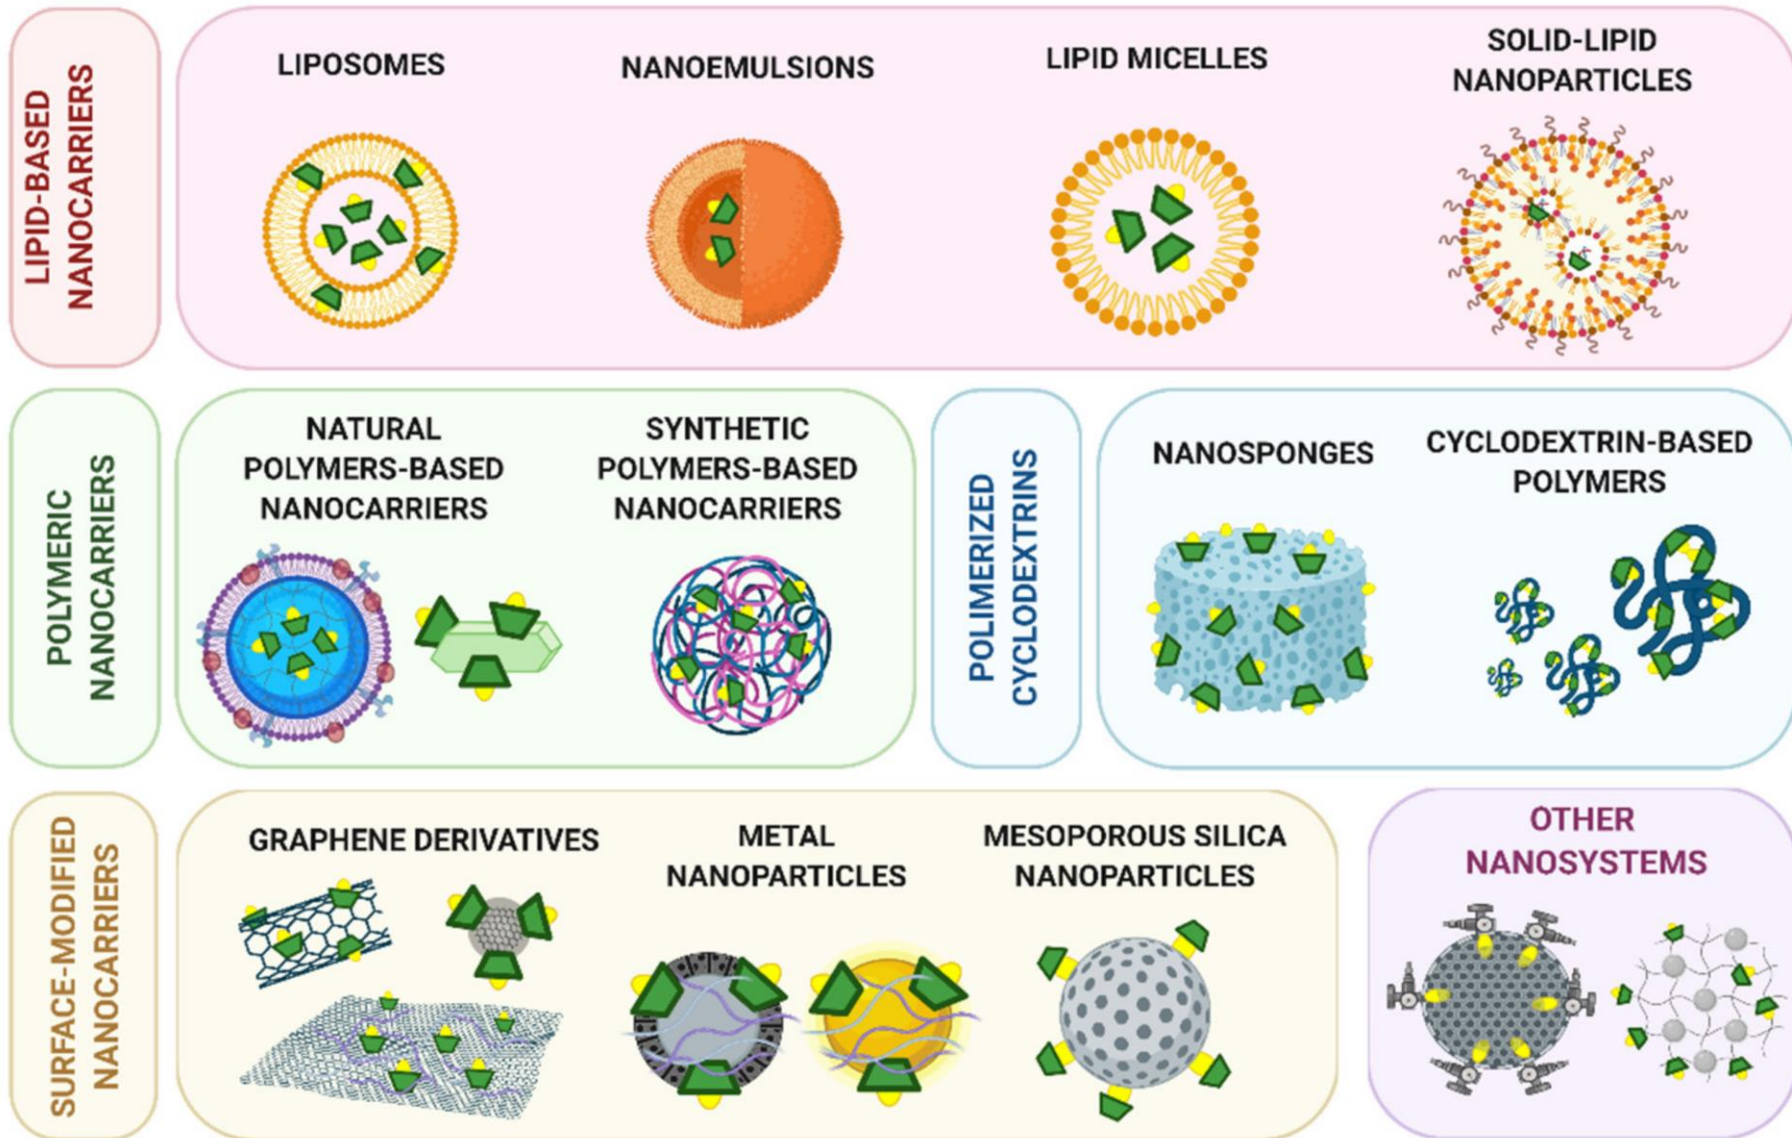 LIPID-BASED
NANOCARRIERS
LIPOSOMES
NANOEMULSIONS
LIPID MICELLES
SOLID-LIPID
NANOPARTICLES
POLYMERIC
NANOCARRIERS
NATURAL
POLYMERS-BASED
NANOCARRIERS
SYNTHETIC
POLYMERS-BASED
NANOCARRIERS
POLIMERIZED
CYCLODEXTRINS
NANOSPONGES
CYCLODEXTRIN-BASED
POLYMERS
SURFACE-MODIFIED
NANOCARRIERS
GRAPHENE DERIVATIVES
METAL
NANOPARTICLES
MESOPOROUS SILICA
NANOPARTICLES
OTHER
NANOSYSTEMS